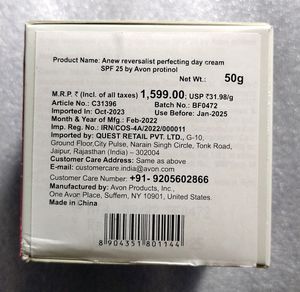 Product Name: Anew reversalist perfecting day cream
SPF 25 by Avon protinol
Net Wt.: 50g
M.R.P. ₹ (Incl. of all taxes) 1,599.00; USP ₹31.98/g
Article No.: C31396 Batch No.: BF0472
Imported in: Oct-2023 Use Before: Jan-2025
Month & Year of Mfg.: Feb-2022
Imp. Reg. No.: IRN/COS-4A/2022/000011
Imported by: QUEST RETAIL PVT. LTD., G-10,
Ground Floor,City Pulse, Narain Singh Circle, Tonk Road,
Jaipur, Rajasthan (India) – 302004
Customer Care Address: Same as above
E-mail: customercare.india@avon.com
Customer Care Number: +91- 9205602866
Manufactured by: Avon Products, Inc.,
One Avon Place, Suffern, NY 10901, United States.
Made in China
8 904351 801144